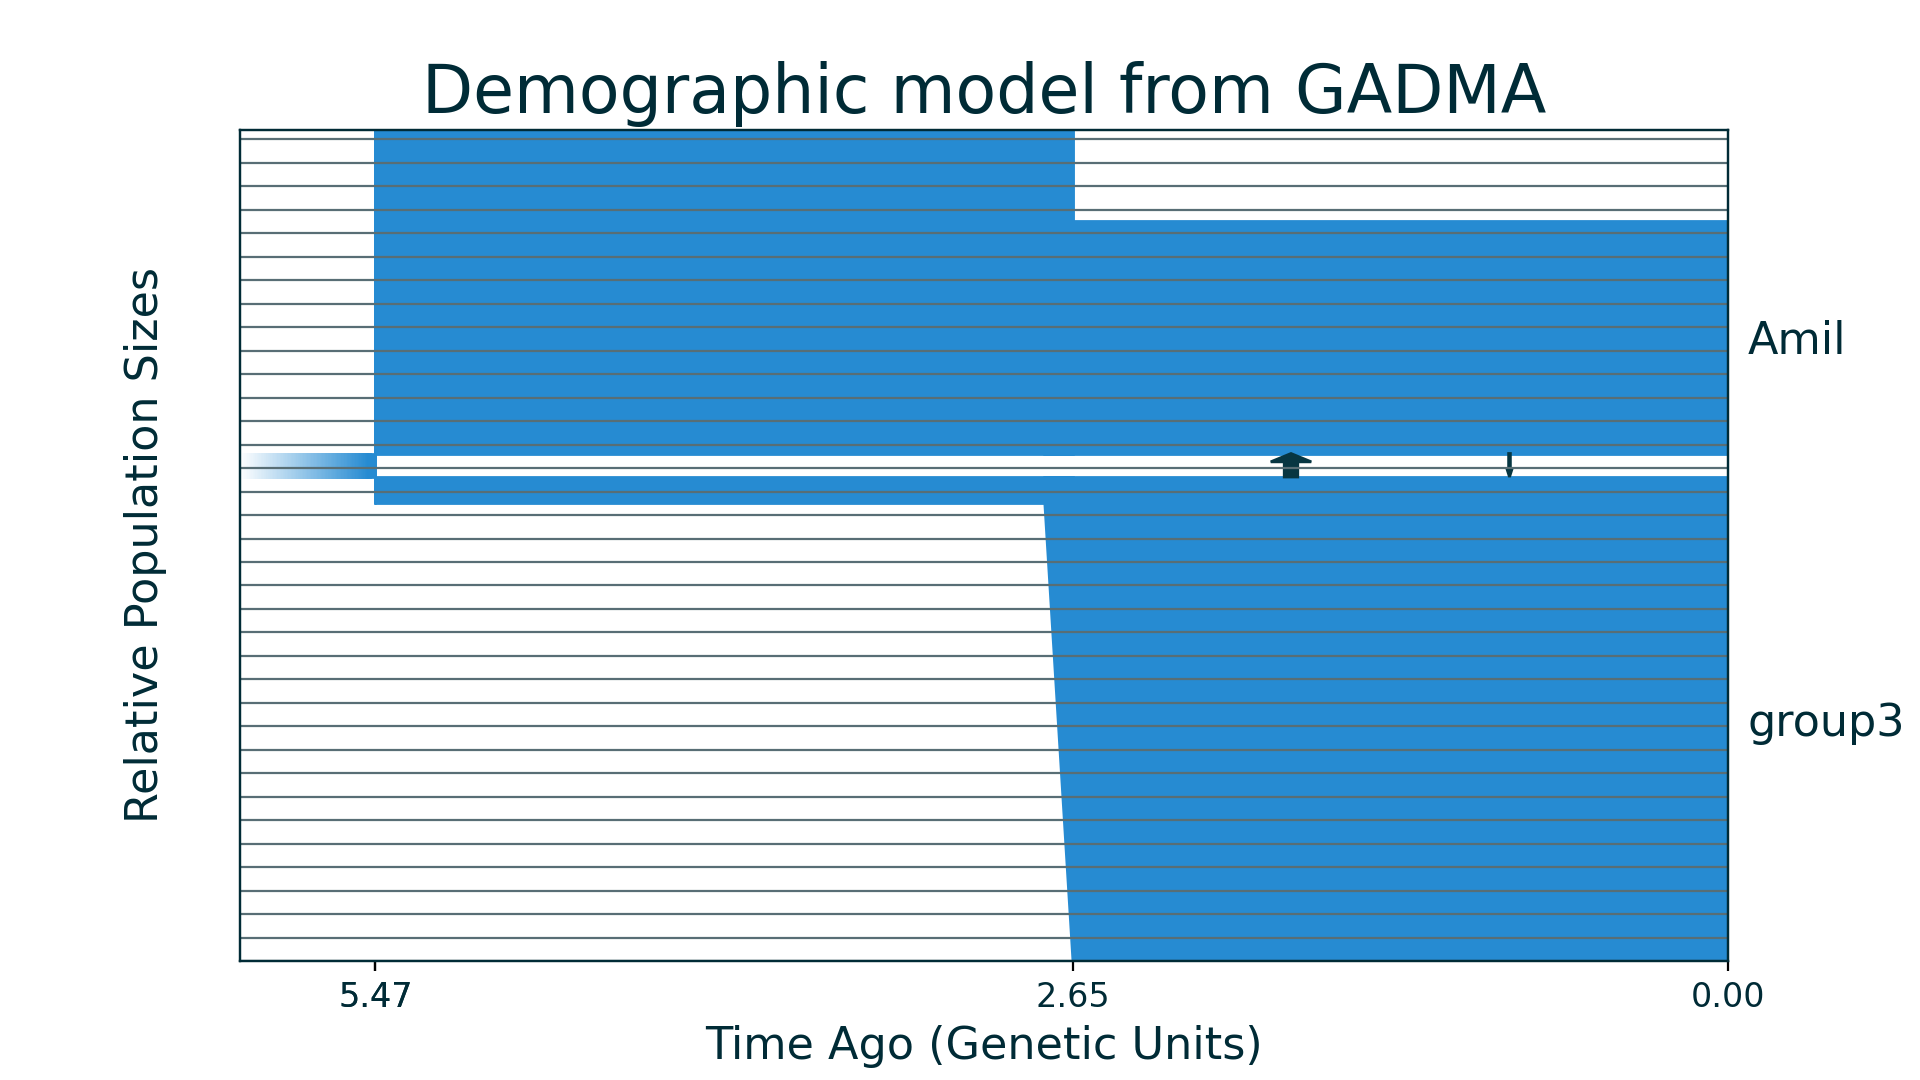 Demographic model from GADMA
Relative Population Sizes
Amil
group3
5.47
2.65
0.00
Time Ago (Genetic Units)